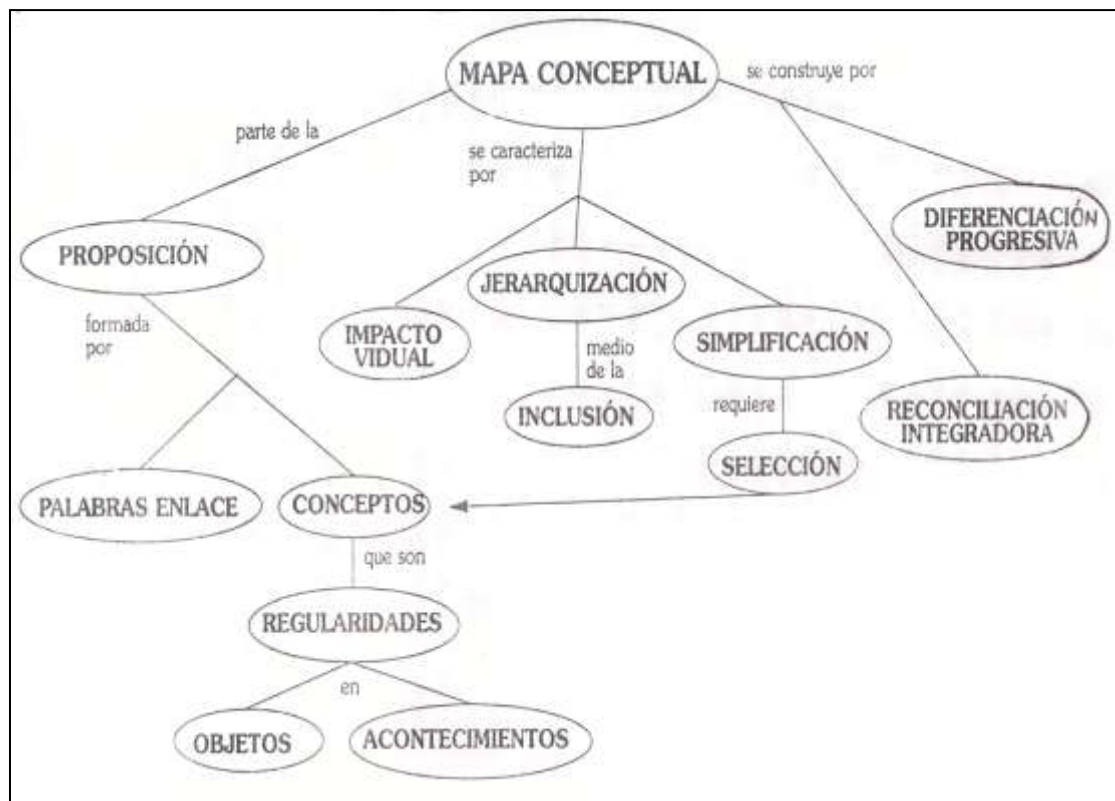 MAPA CONCEPTUAL
se construye por
parte de la
se caracteriza
por
DIFERENCIACIÓN
PROGRESIVA
PROPOSICIÓN
JERARQUIZACIÓN
formada
por
IMPACTO
VIDUAL
medio
de la
SIMPLIFICACIÓN
INCLUSIÓN
requiere
RECONCILIACIÓN
INTEGRADORA
SELECCIÓN
PALABRAS ENLACE
CONCEPTOS
que son
REGULARIDADES
en
OBJETOS
ACONTECIMIENTOS